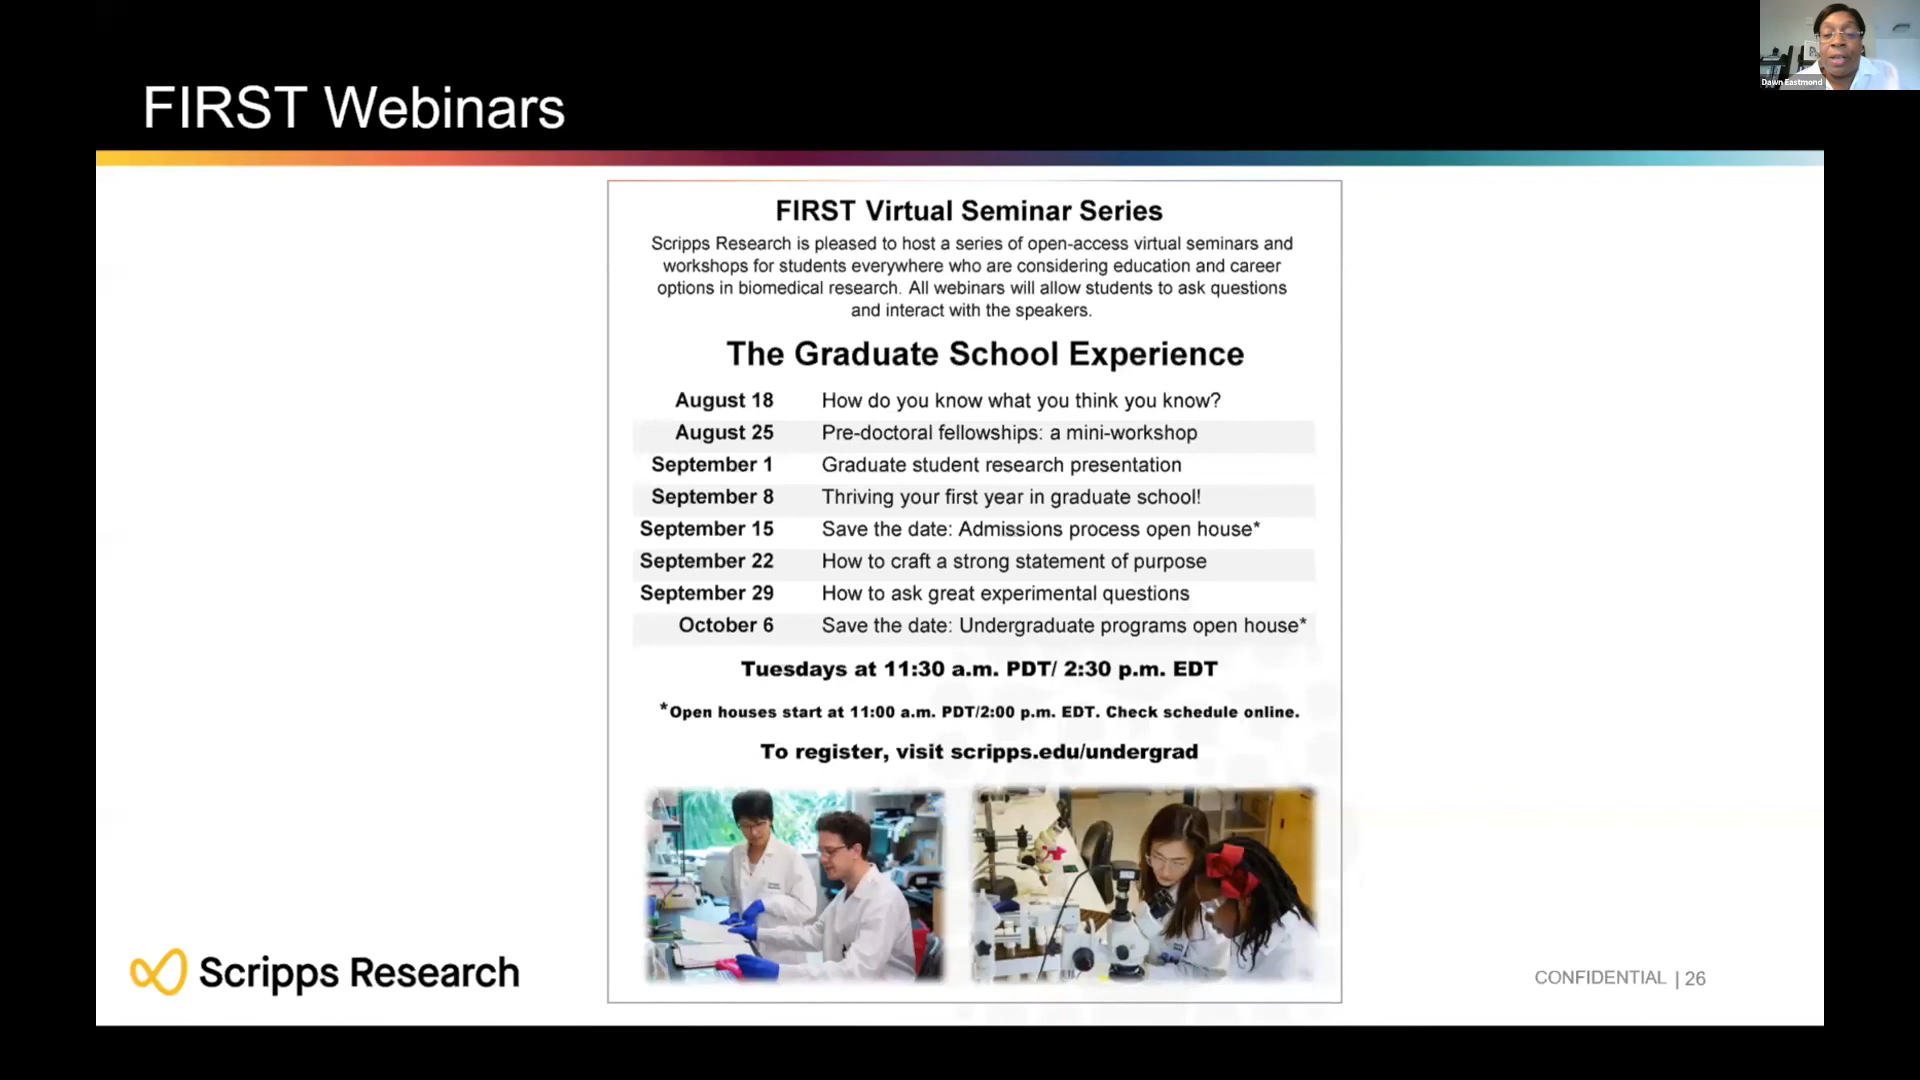 Dawn Eastmond
FIRST Webinars
FIRST Virtual Seminar Series
Scripps Research is pleased to host a series of open-access virtual seminars and
workshops for students everywhere who are considering education and career
options in biomedical research. All webinars will allow students to ask questions
and interact with the speakers.
The Graduate School Experience
August 18 How do you know what you think you know?
August 25 Pre-doctoral fellowships: a mini-workshop
September 1 Graduate student research presentation
September 8 Thriving your first year in graduate school!
September 15 Save the date: Admissions process open house*
September 22 How to craft a strong statement of purpose
September 29 How to ask great experimental questions
October 6 Save the date: Undergraduate programs open house*
Tuesdays at 11:30 a.m. PDT/ 2:30 p.m. EDT
*Open houses start at 11:00 a.m. PDT/2:00 p.m. EDT. Check schedule online.
To register, visit scripps.edu/undergrad
Scripps Research
CONFIDENTIAL | 26